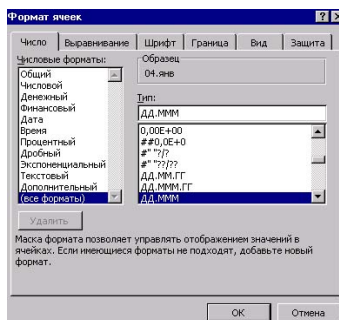 Формат ячеек
Число
Выравнивание
Шрифт
Граница
Вид
Защита
Числовые форматы:
Общий
Числовой
Денежный
Финансовый
Дата
Время
Процентный
Дробный
Экспоненциальный
Текстовый
Дополнительный
(все форматы)
Образец
04.янв
Тип:
ДД.МММ
0,00E+00
##0,0E+0
#" "?/?
#" "??/??
ДД.ММ.ГГ
ДД.МММ.ГГ
ДД.МММ
Удалить
Маска формата позволяет управлять отображением значений в
ячейках. Если имеющиеся форматы не подходят, добавьте новый
формат.
OK
Отмена